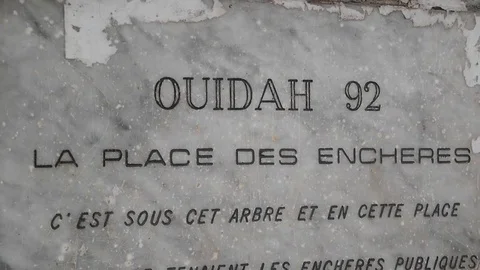 OUIDAH 92
LA PLACE DES ENCHERES
C'EST SOUS CET ARBRE ET EN CETTE PLACE
TENAIENT LES ENCHERES PUBLIQUES